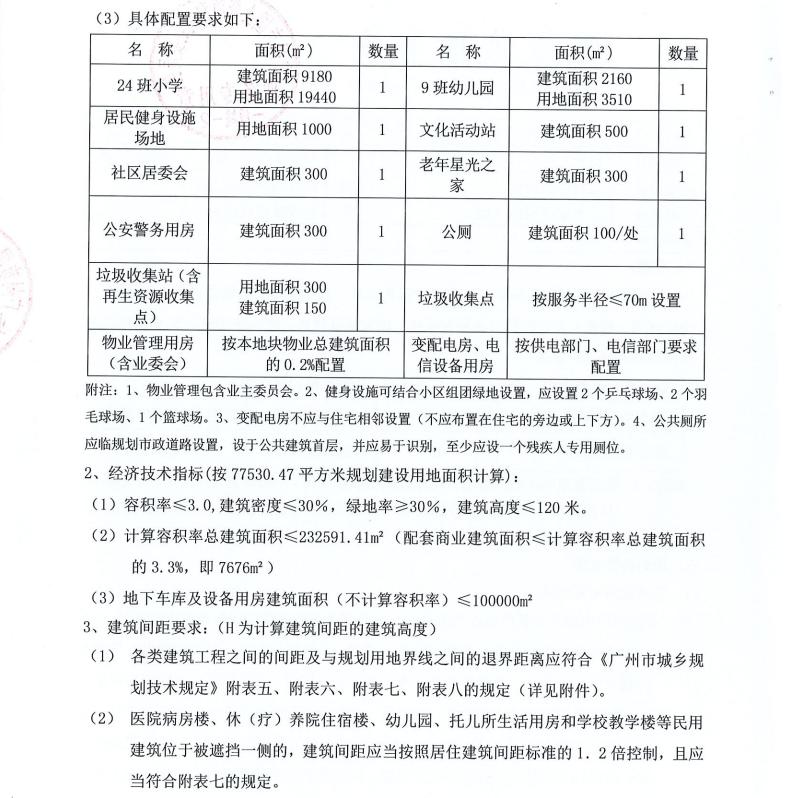 （3）具体配置要求如下：
名 称 面积(㎡) 数量 名 称 面积(㎡) 数量
24 班小学 建筑面积 9180 用地面积 19440 1 9 班幼儿园 建筑面积 2160 用地面积 3510 1
居民健身设施场地 用地面积 1000 1 文化活动站 建筑面积 500 1
社区居委会 建筑面积 300 1 老年星光之家 建筑面积 300 1
公安警务用房 建筑面积 300 1 公厕 建筑面积 100/处 1
垃圾收集站（含再生资源收集点） 用地面积 300 建筑面积 150 1 垃圾收集点 按服务半径≤70m 设置
物业管理用房（含业委会） 按本地块物业总建筑面积的 0.2%配置 变配电房、电信设备用房 按供电部门、电信部门要求配置
附注：1、物业管理包含业主委员会。2、健身设施可结合小区组团绿地设置，应设置 2 个乒乓球场、2 个羽
毛球场、1 个篮球场。3、变配电房不应与住宅相邻设置（不应布置在住宅的旁边或上下方）。4、公共厕所
应临规划市政道路设置，设于公共建筑首层，并应易于识别，至少应设一个残疾人专用厕位。
2、经济技术指标(按 77530.47 平方米规划建设用地面积计算)：
（1）容积率≤3.0,建筑密度≤30%，绿地率≥30%，建筑高度≤120 米。
（2）计算容积率总建筑面积≤232591.41㎡（配套商业建筑面积≤计算容积率总建筑面积
的 3.3%，即 7676㎡）
（3）地下车库及设备用房建筑面积（不计算容积率）≤100000㎡
3、建筑间距要求：（H 为计算建筑间距的建筑高度）
（1） 各类建筑工程之间的间距及与规划用地界线之间的退界距离应符合《广州市城乡规
划技术规定》附表五、附表六、附表七、附表八的规定（详见附件）。
（2） 医院病房楼、休（疗）养院住宿楼、幼儿园、托儿所生活用房和学校教学楼等民用
建筑位于被遮挡一侧的，建筑间距应当按照居住建筑间距标准的 1．2 倍控制，且应
当符合附表七的规定。